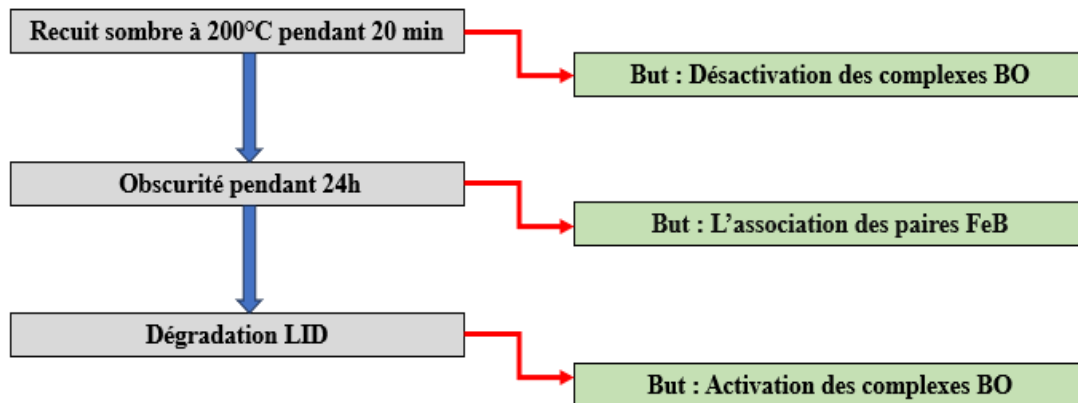 Recuit sombre à 200°C pendant 20 min
But : Désactivation des complexes BO
Obscurité pendant 24h
But : L’association des paires FeB
Dégradation LID
But : Activation des complexes BO